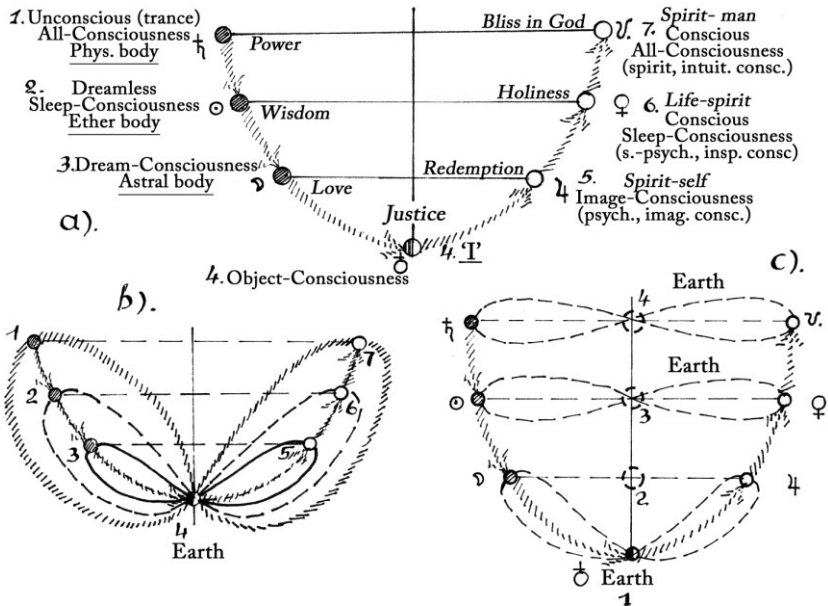 1. Unconscious (trance)
All-Consciousness
Phys. body
♄
Power
Bliss in God
υ. 7. Spirit- man
Conscious
All-Consciousness
(spirit, intuit. consc.)
2. Dreamless
Sleep-Consciousness
Ether body
☉
Wisdom
Holiness
♀ 6. Life-spirit
Conscious
Sleep-Consciousness
(s.-psych., insp. consc)
3. Dream-Consciousness
Astral body
☽
Love
Redemption
♃ 5. Spirit-self
Image-Consciousness
(psych., imag. consc.)
a).
Justice
♁
4. 'I'
4. Object-Consciousness
b).
1
2
3
4
5
6
7
Earth
c).
Earth
♄
4
υ.
Earth
☉
3
♀
☽
2
♃
♁ Earth
1